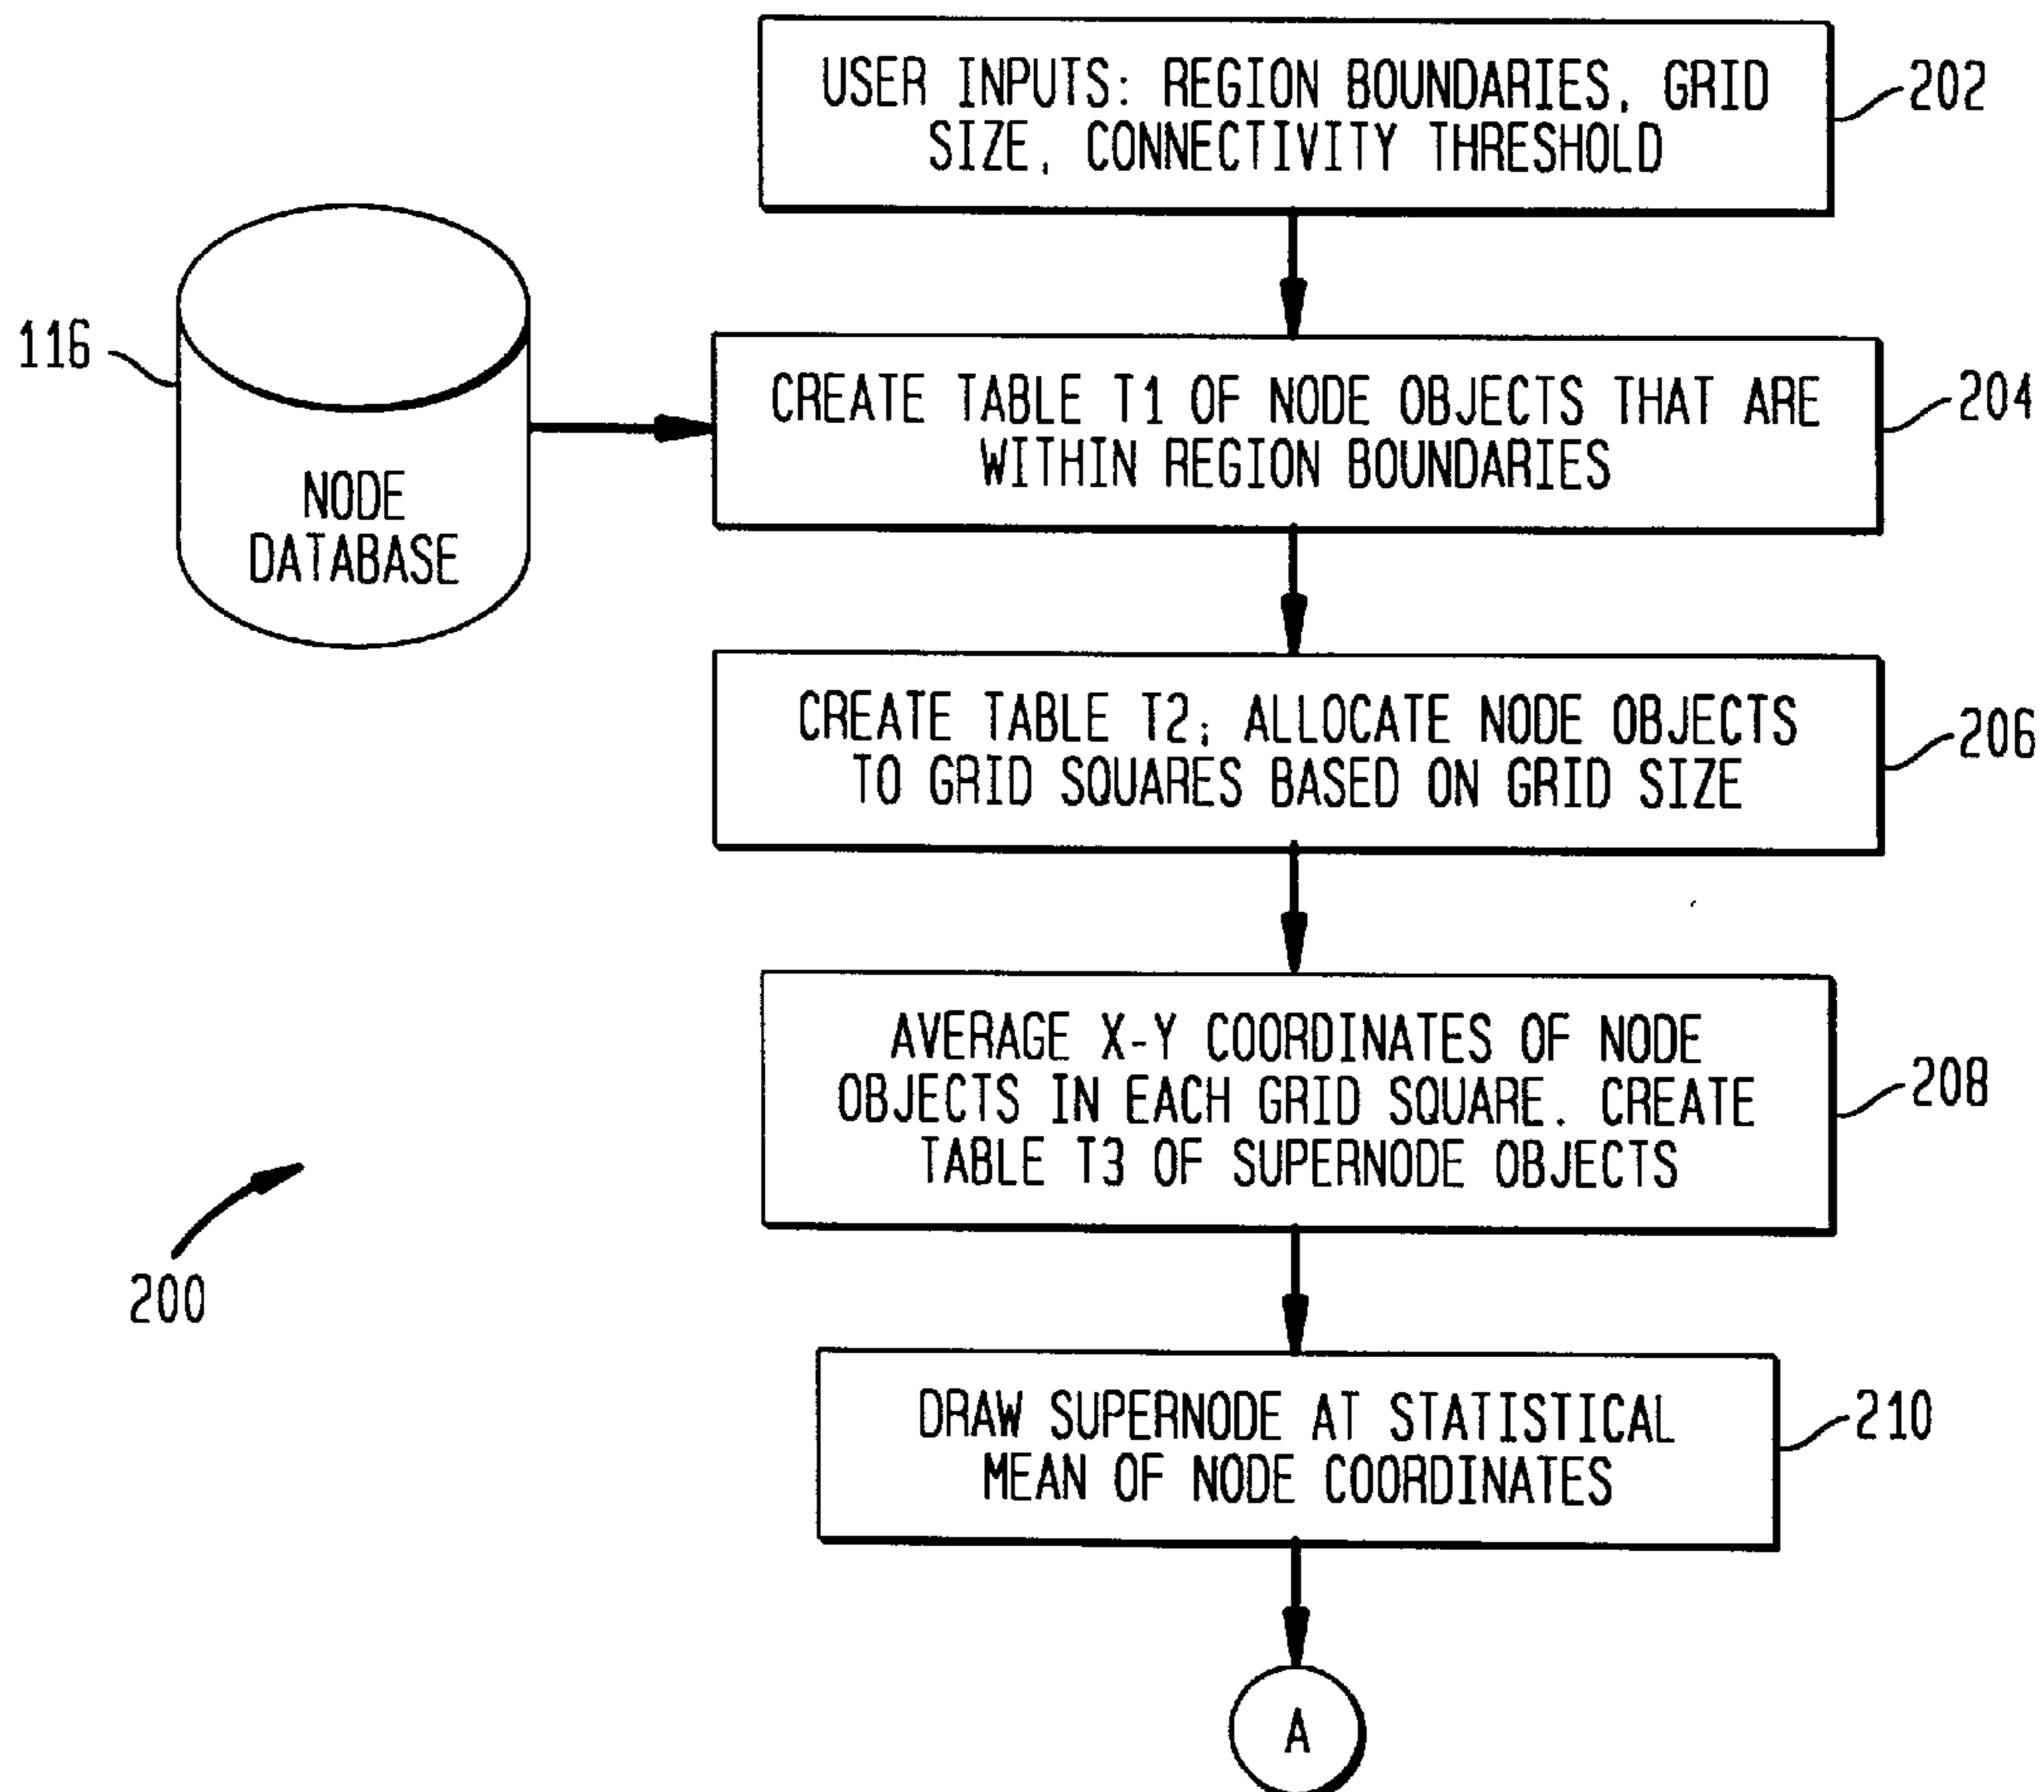 USER INPUTS: REGION BOUNDARIES, GRID
SIZE, CONNECTIVITY THRESHOLD
202
116
NODE
DATABASE
CREATE TABLE T1 OF NODE OBJECTS THAT ARE
WITHIN REGION BOUNDARIES
204
CREATE TABLE T2; ALLOCATE NODE OBJECTS
TO GRID SQUARES BASED ON GRID SIZE
206
AVERAGE X-Y COORDINATES OF NODE
OBJECTS IN EACH GRID SQUARE. CREATE
TABLE T3 OF SUPERNODE OBJECTS
208
200
DRAW SUPERNODE AT STATISTICAL
MEAN OF NODE COORDINATES
210
A